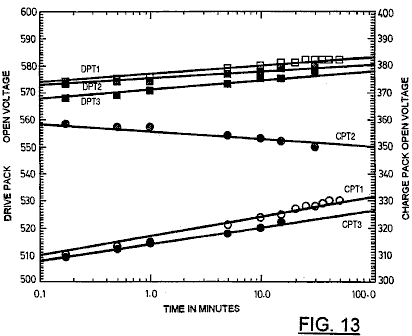 600
590
580
570
560
550
540
530
520
510
500
DRIVE PACK OPEN VOLTAGE
DPT1
DPT2
DPT3
CPT2
CPT1
CPT3
400
390
380
370
360
350
340
330
320
310
300
CHARGE PACK OPEN VOLTAGE
0.1
1.0
10.0
100.0
TIME IN MINUTES
FIG. 13